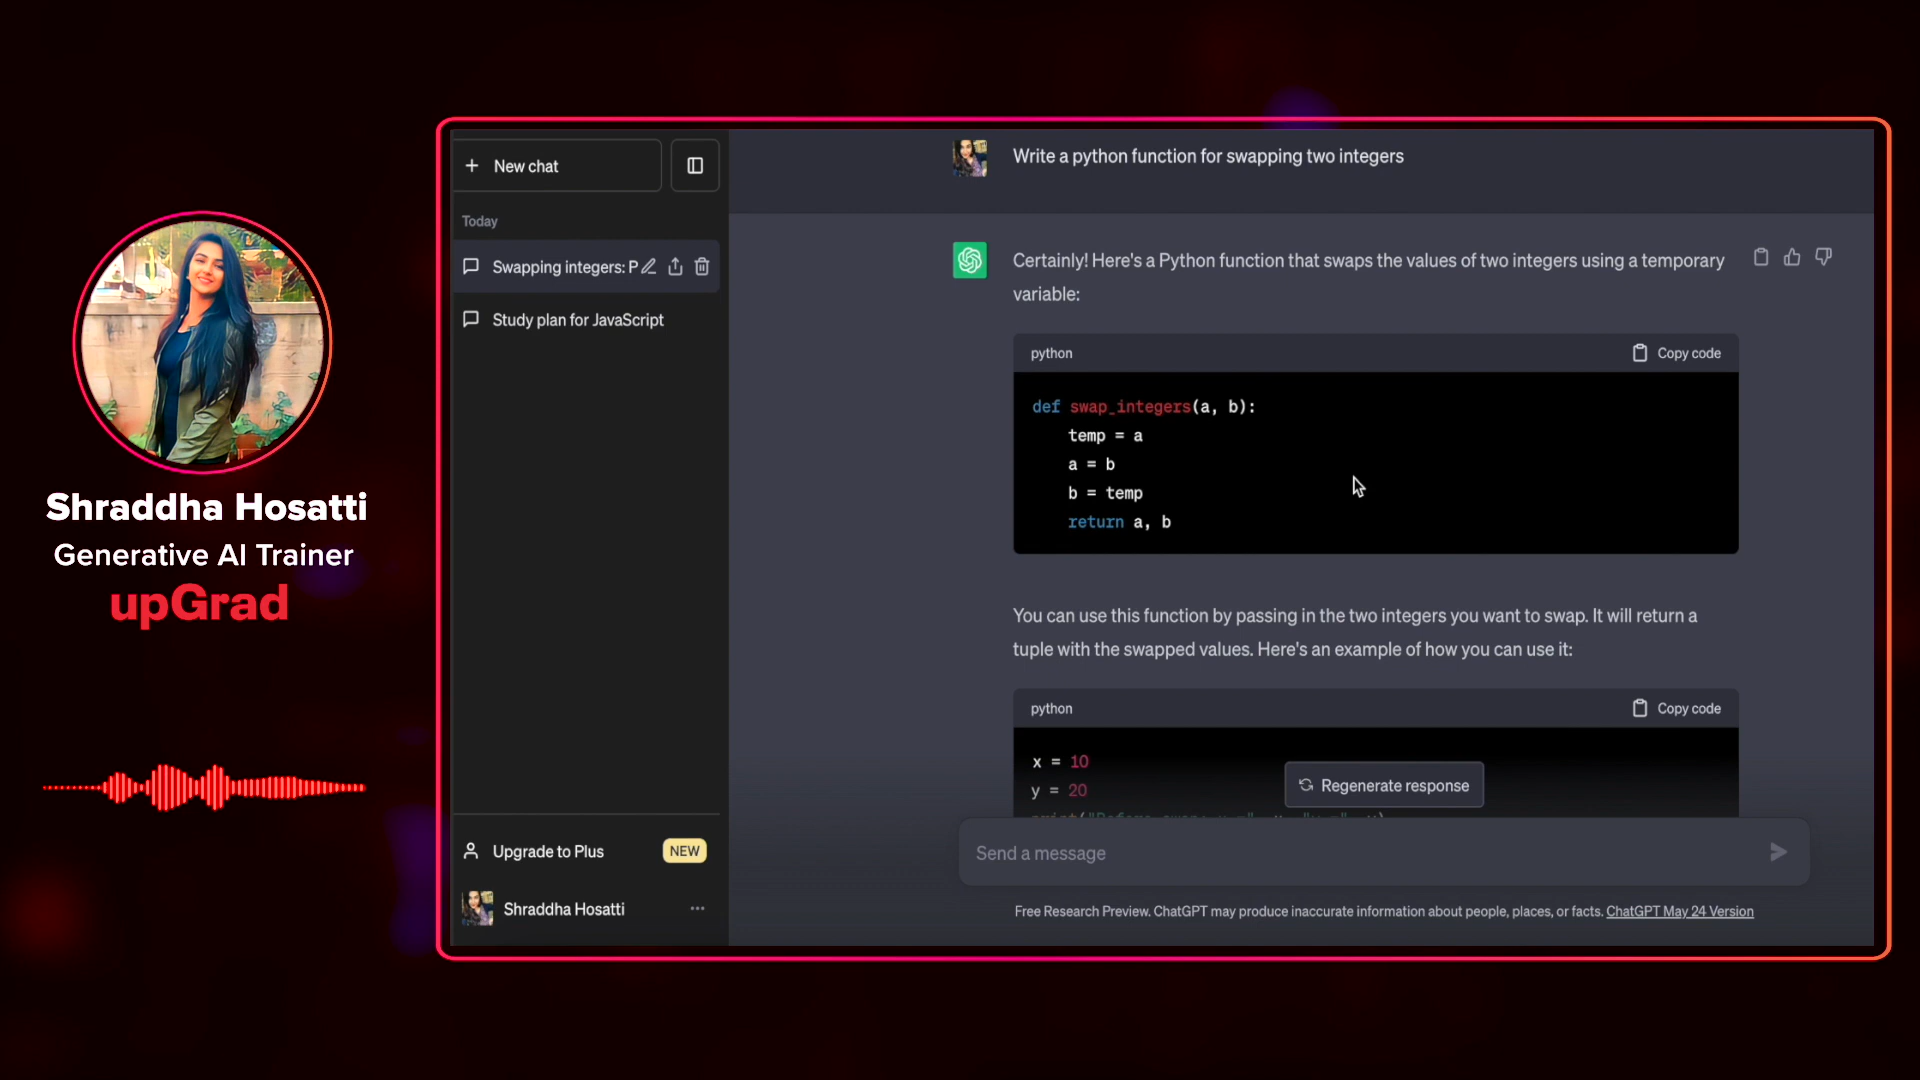 Shraddha Hosatti
Generative AI Trainer
upGrad
New chat
Today
Swapping integers: P
Study plan for JavaScript
Upgrade to Plus
NEW
Shraddha Hosatti
Write a python function for swapping two integers
Certainly! Here's a Python function that swaps the values of two integers using a temporary
variable:
python
Copy code
def swap_integers(a, b):
temp = a
a = b
b = temp
return a, b
You can use this function by passing in the two integers you want to swap. It will return a
tuple with the swapped values. Here's an example of how you can use it:
python
Copy code
x = 10
y = 20
Regenerate response
Send a message
Free Research Preview. ChatGPT may produce inaccurate information about people, places, or facts. ChatGPT May 24 Version